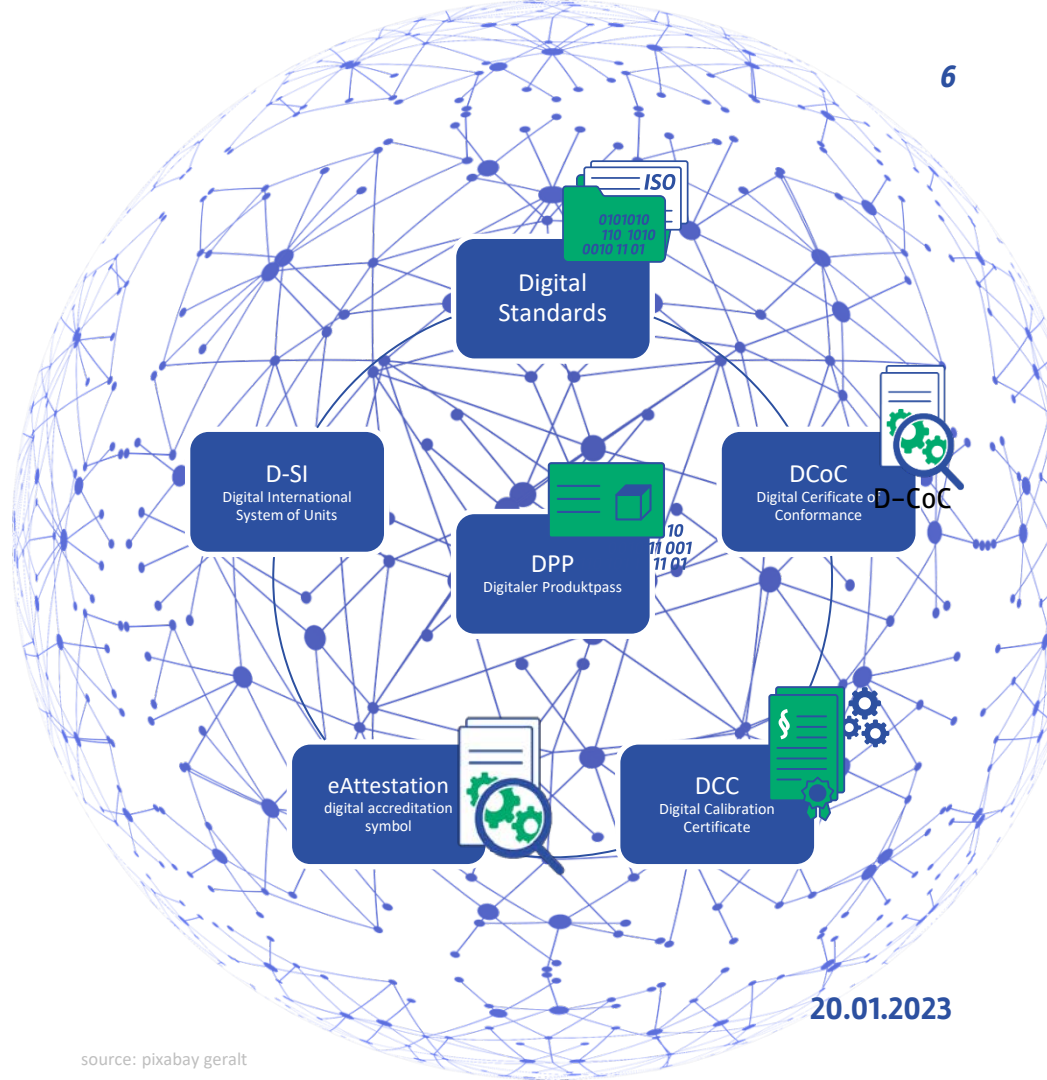 6
ISO
0101010
110 1010
0010 11 01
Digital
Standards
D-SI
Digital International
System of Units
DCoC
Digital Cerificate of
Conformance
D-CoC
10
11 001
11 01
DPP
Digitaler Produktpass
eAttestation
digital accreditation
symbol
§
DCC
Digital Calibration
Certificate
20.01.2023
source: pixabay geralt